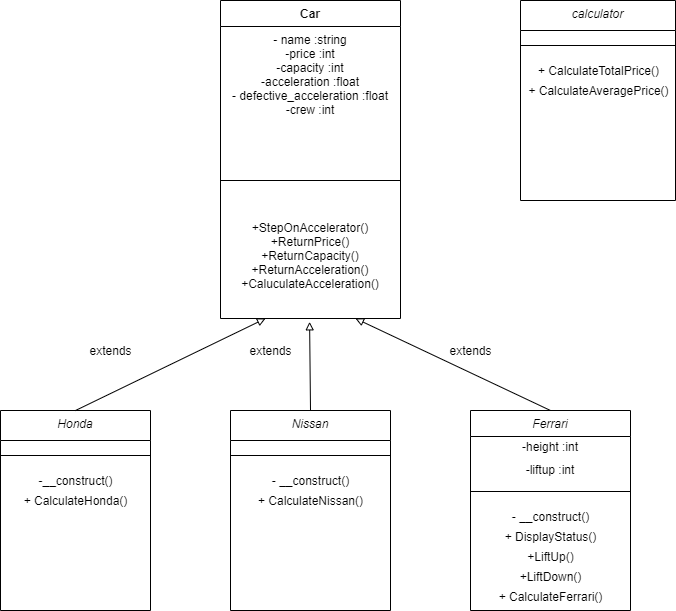 Car
- name :string
-price :int
-capacity :int
-acceleration :float
- defective_acceleration :float
-crew :int
+StepOnAccelerator()
+ReturnPrice()
+ReturnCapacity()
+ReturnAcceleration()
+CaluculateAcceleration()
calculator
+ CalculateTotalPrice()
+ CalculateAveragePrice()
extends
extends
extends
Honda
-__construct()
+ CalculateHonda()
Nissan
- __construct()
+ CalculateNissan()
Ferrari
-height :int
-liftup :int
- __construct()
+ DisplayStatus()
+LiftUp()
+LiftDown()
+ CalculateFerrari()